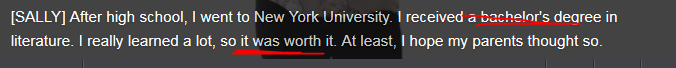 [SALLY] After high school, I went to New York University. I received a bachelor's degree in
literature. I really learned a lot, so it was worth it. At least, I hope my parents thought so.